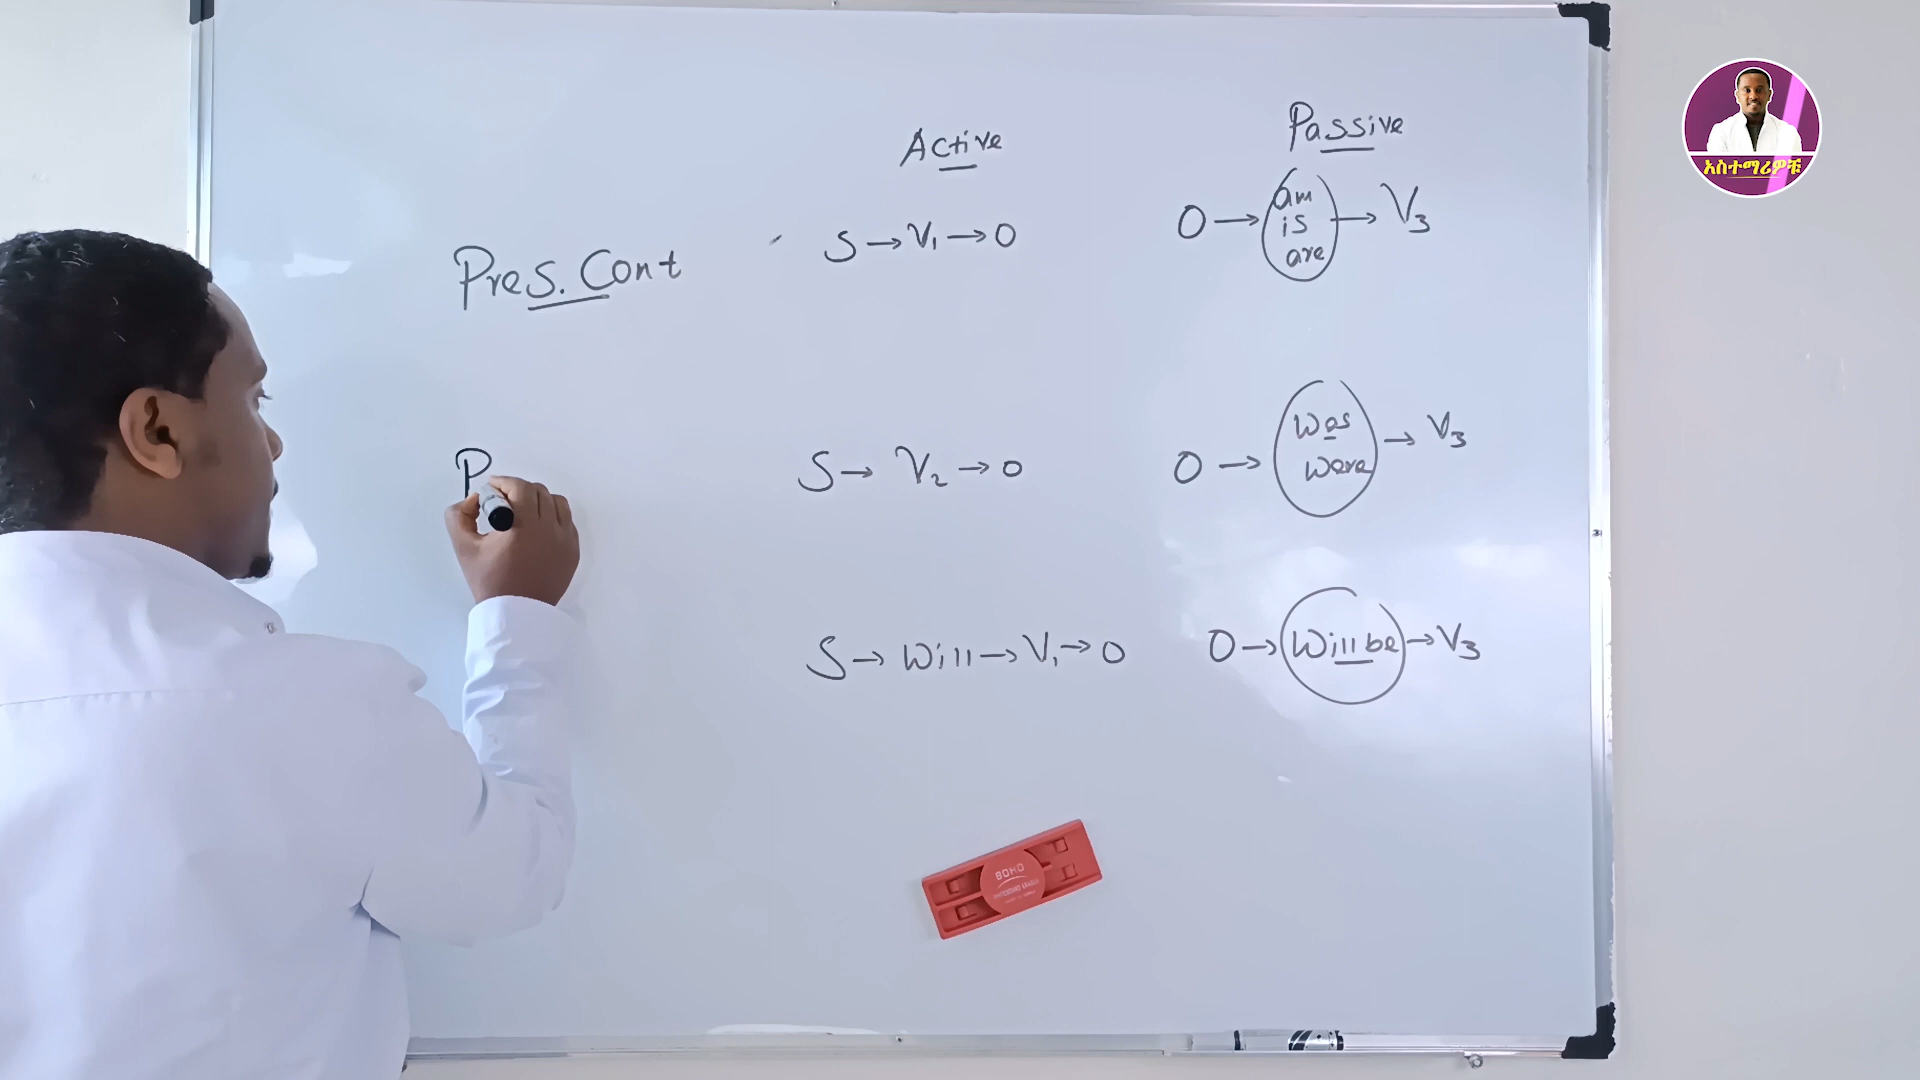 Active Passive
Pres. Cont S → V1 → O O → am is are → V3
P S → V2 → O O → was were → V3
S → Will → V1 → O O → Will be → V3
SOHO
አስተማሪዎቹ